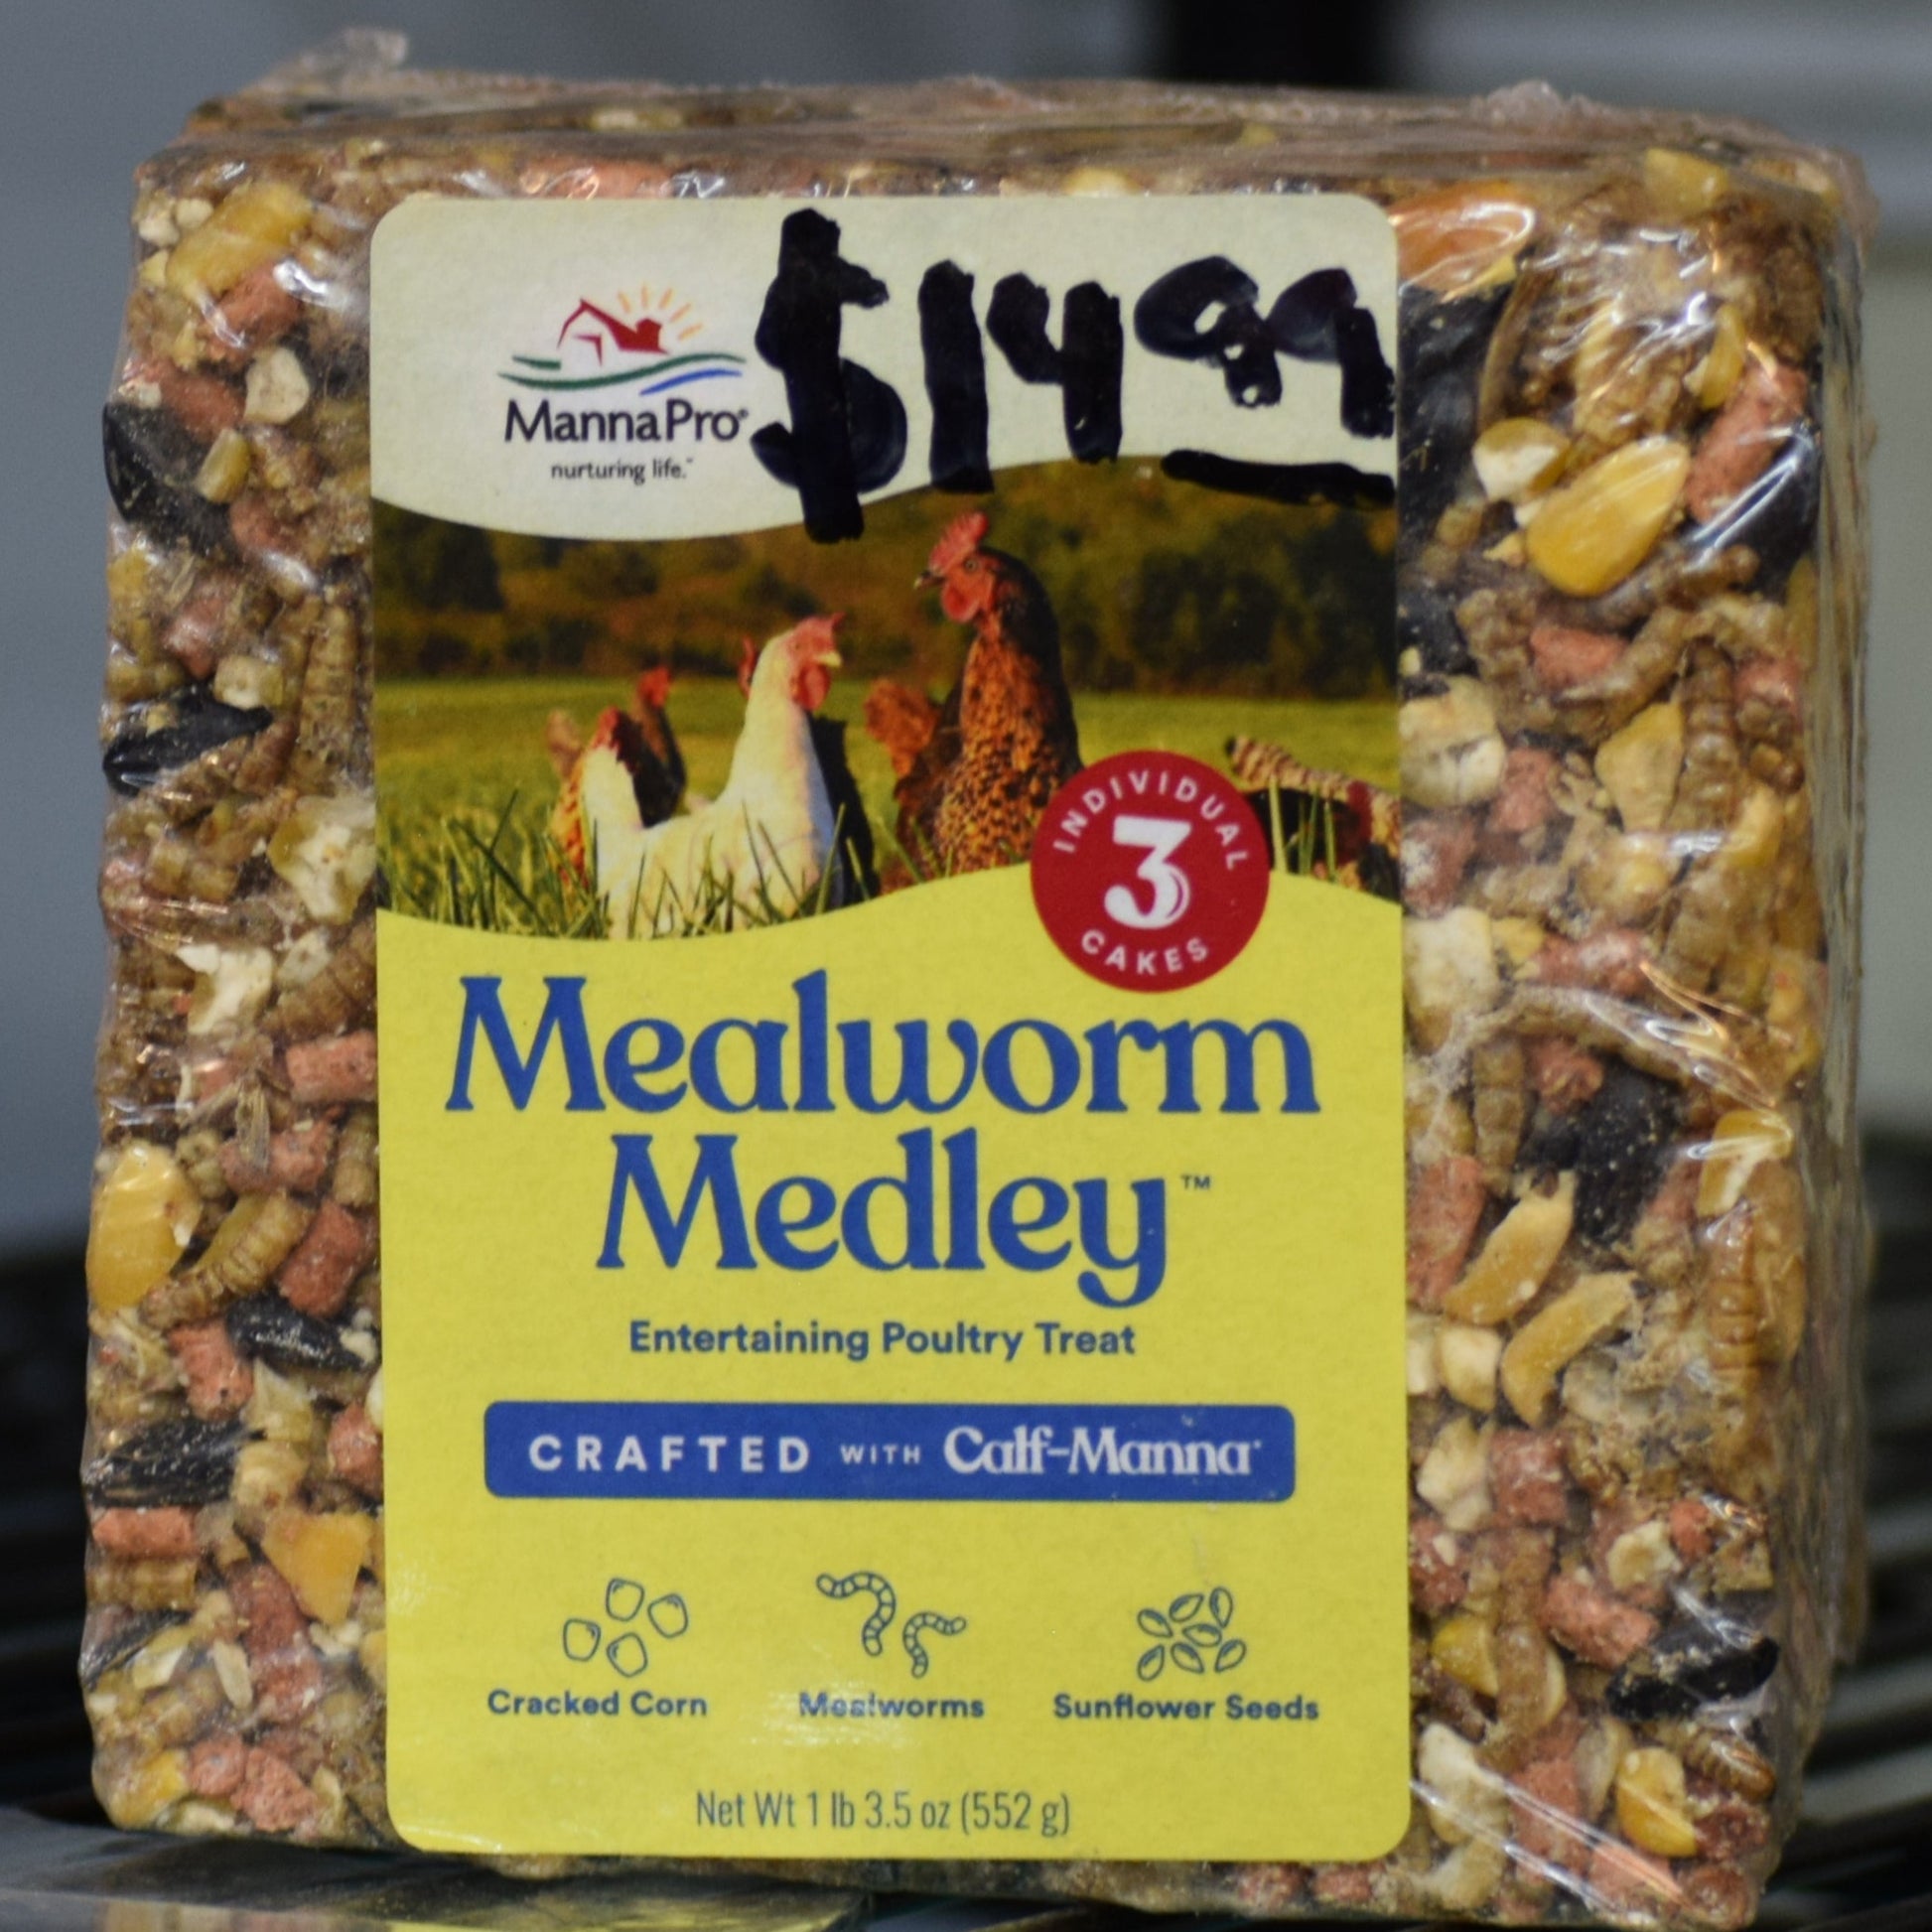 MannaPro®
nurturing life.™
$14.99
INDIVIDUAL
3
CAKES
Mealworm
Medley™
Entertaining Poultry Treat
CRAFTED WITH Calf-Manna®
Cracked Corn
Mealworms
Sunflower Seeds
Net Wt 1 lb 3.5 oz (552 g)